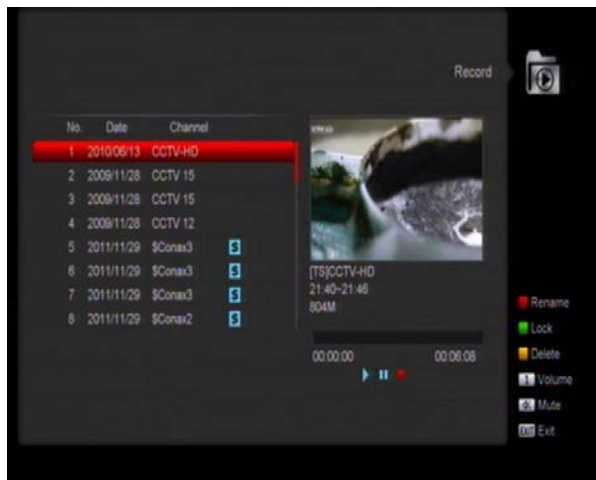 Record
No. Date Channel
1 2010/06/13 CCTV-HD
2 2009/11/28 CCTV 15
3 2009/11/28 CCTV 15
4 2009/11/28 CCTV 12
5 2011/11/29 $Conax3 $
6 2011/11/29 $Conax3 $
7 2011/11/29 $Conax3 $
8 2011/11/29 $Conax2 $
[TS]CCTV-HD
21:40~21:46
804M
00:00:00 00:06:08
Rename
Lock
Delete
1 Volume
Mute
EXIT Exit